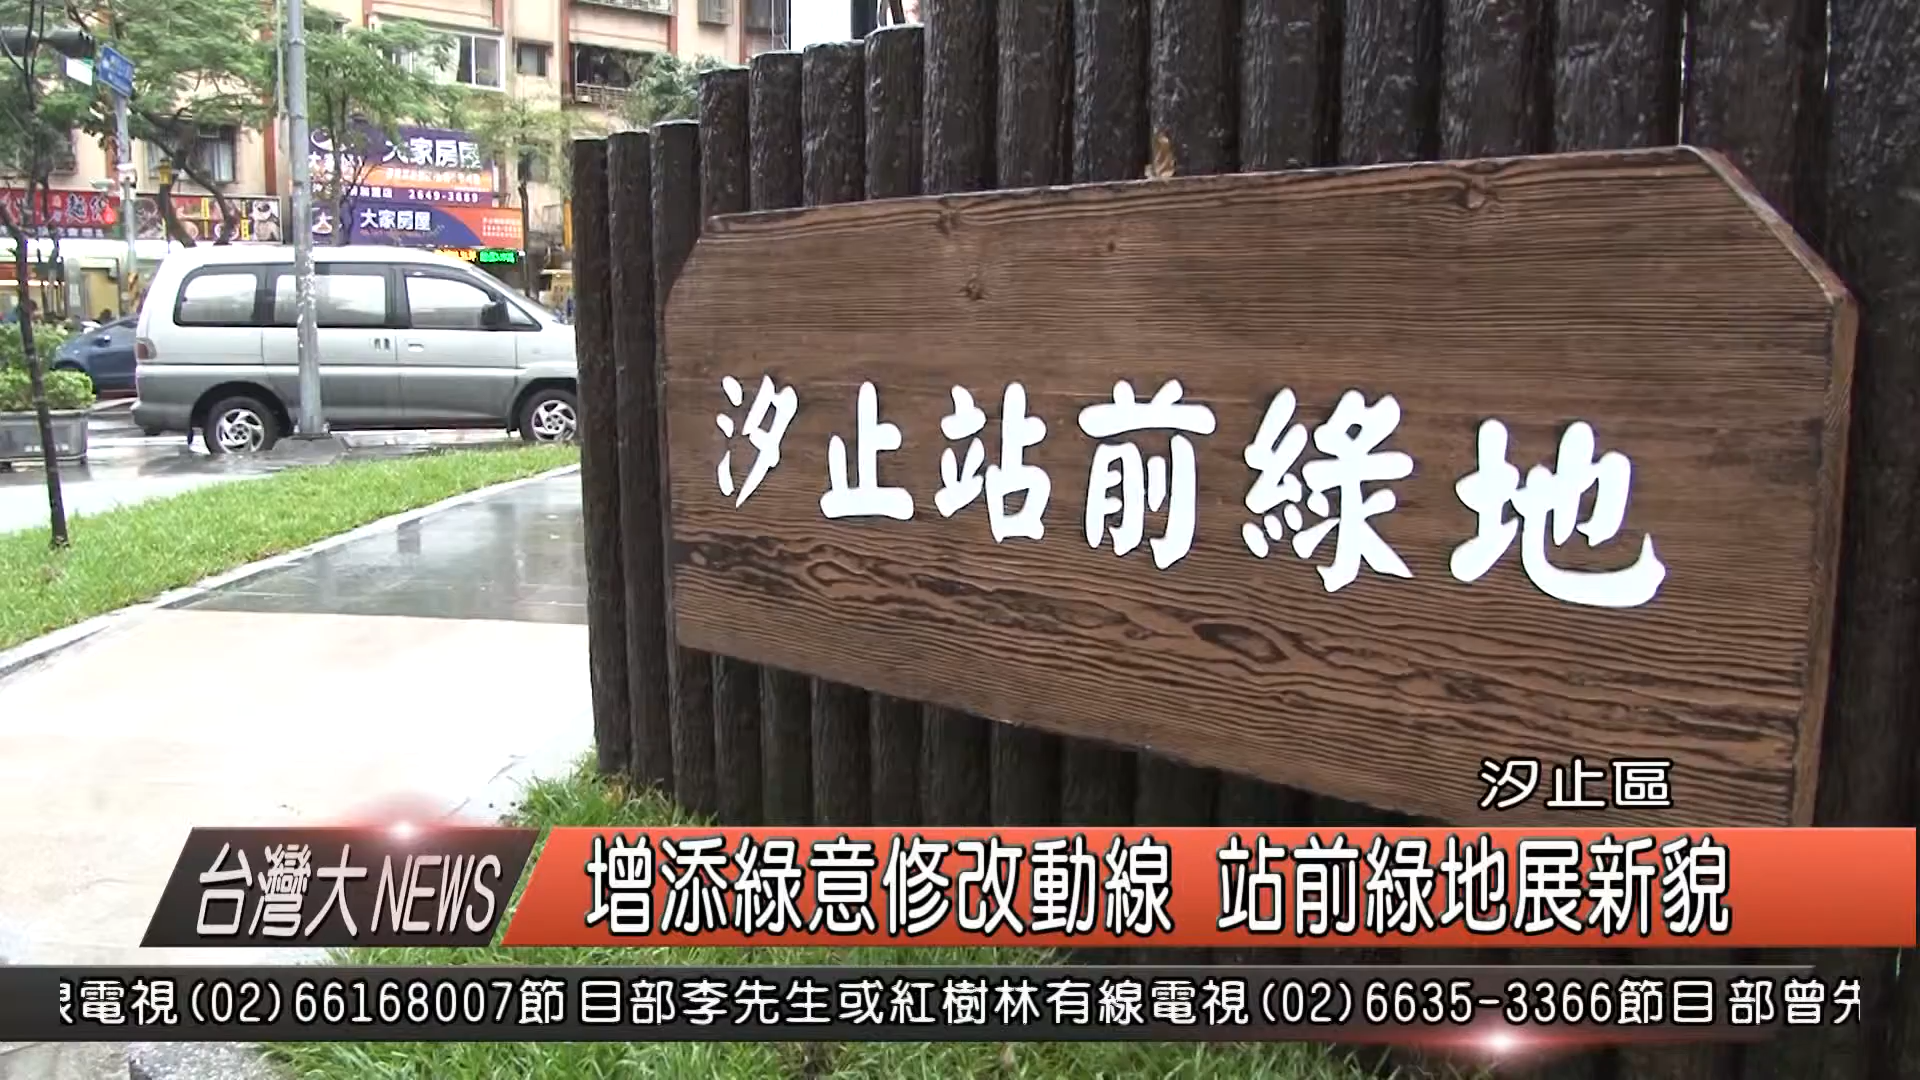 大家房屋
2649-3889
大家房屋
汐止站前綠地
汐止區
台灣大NEWS
增添綠意修改動線 站前綠地展新貌
電視(02)66168007節目部李先生或紅樹林有線電視(02)6635-3366節目部曾先